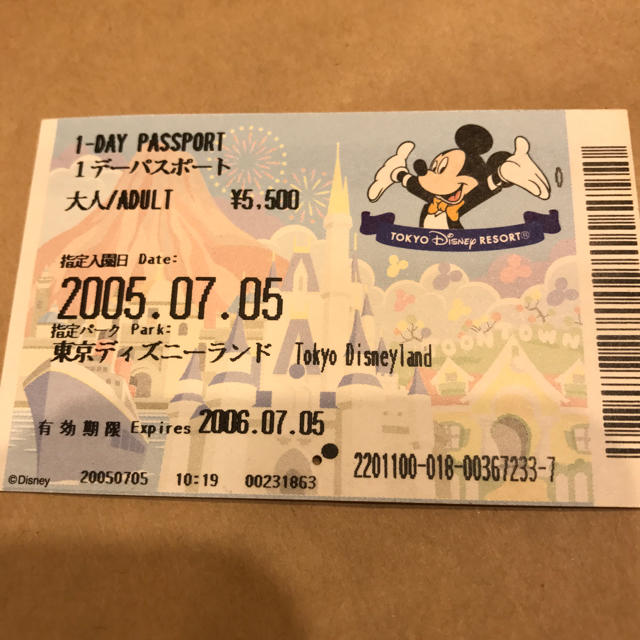 1-DAY PASSPORT
1デーパスポート
大人/ADULT ¥5,500
TOKYO Disney RESORT®
指定入園日 Date:
2005.07.05
指定パーク Park:
東京ディズニーランド Tokyo Disneyland
TOONTOWN
有効期限 Expires 2006.07.05
2201100-018-00367233-7
©Disney 20050705 10:19 00231863
0